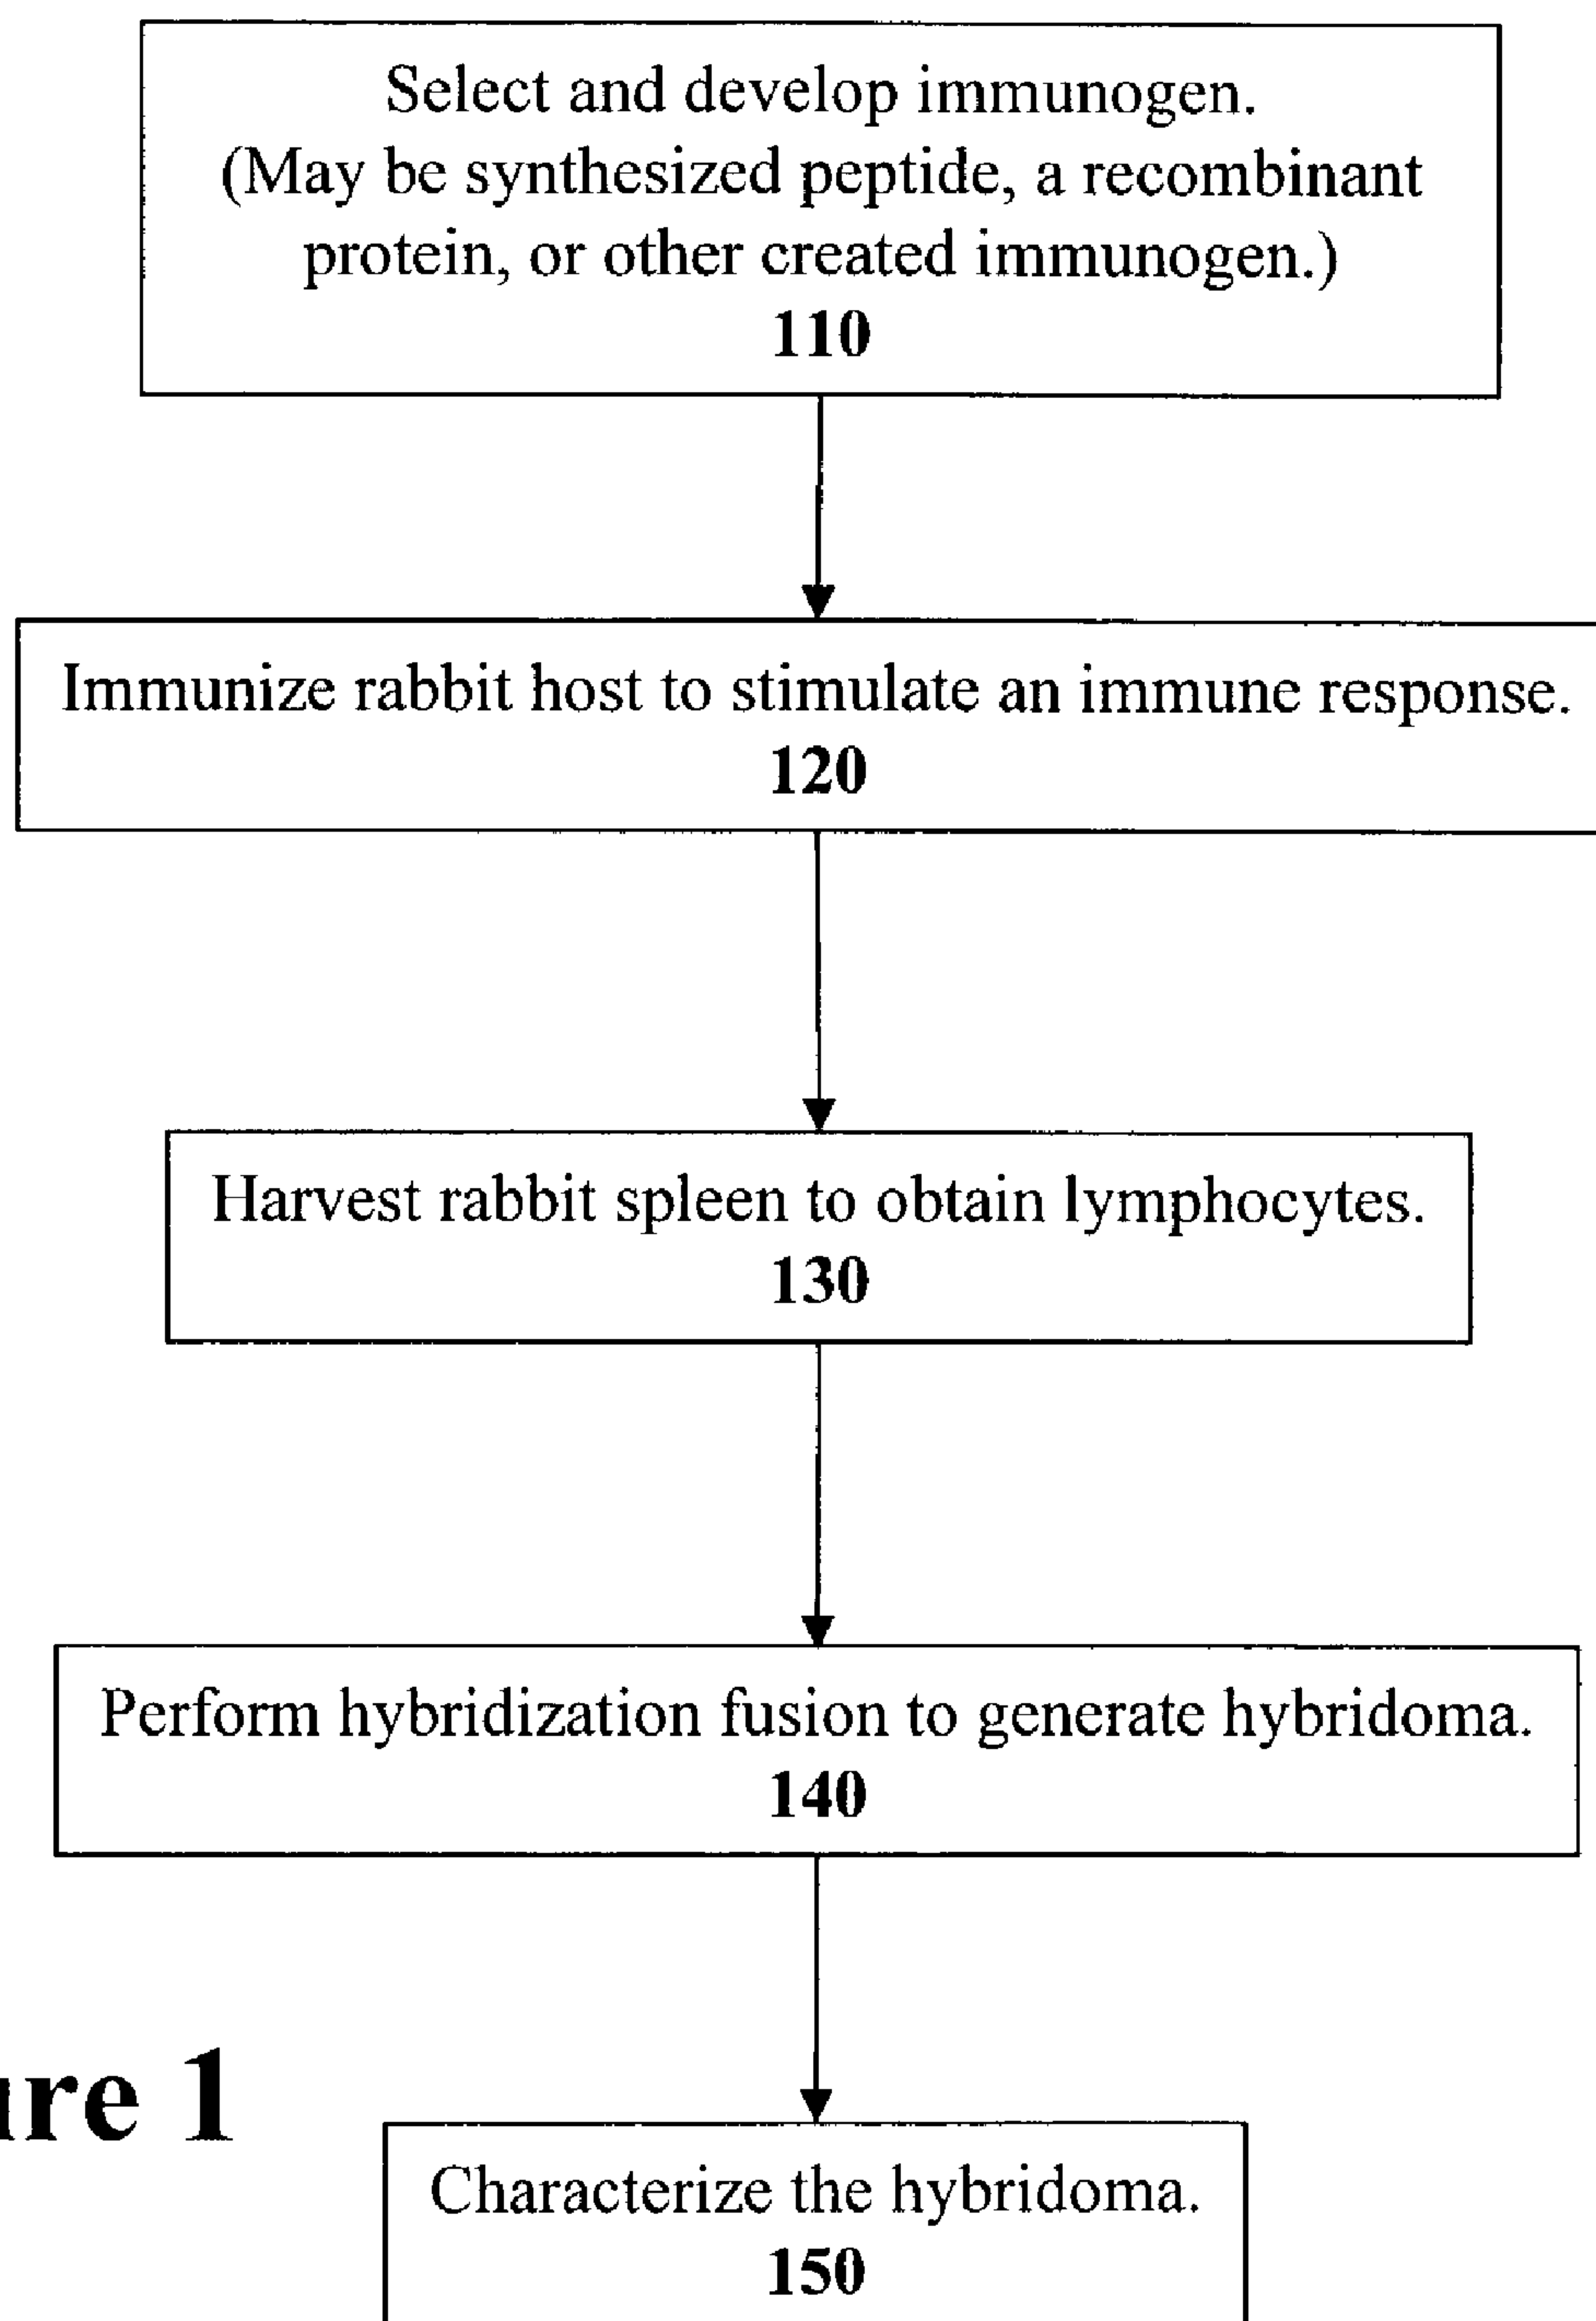 Select and develop immunogen.
(May be synthesized peptide, a recombinant
protein, or other created immunogen.)
110
Immunize rabbit host to stimulate an immune response.
120
Harvest rabbit spleen to obtain lymphocytes.
130
Perform hybridization fusion to generate hybridoma.
140
ure 1
Characterize the hybridoma.
150